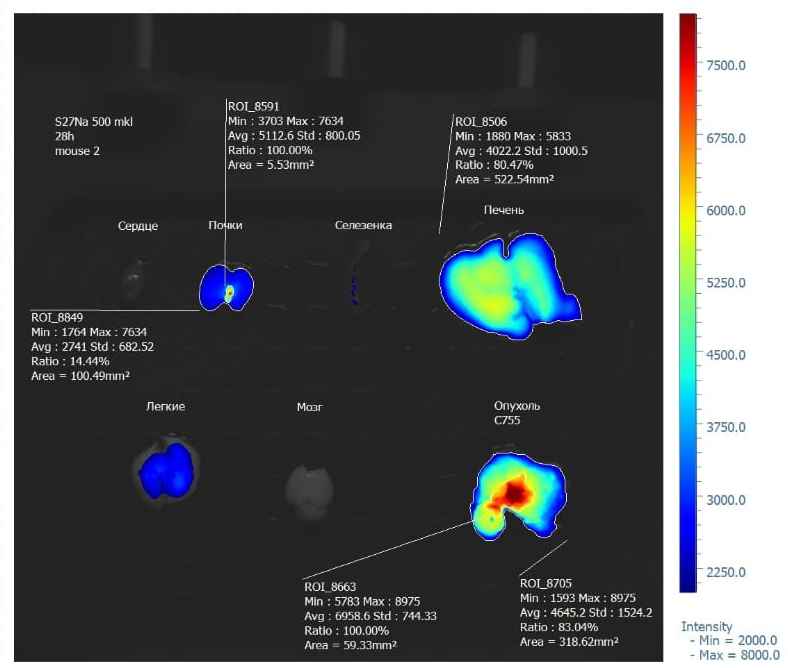 S27Na 500 mkl
28h
mouse 2
ROI_8591
Min : 3703 Max : 7634
Avg : 5112.6 Std : 800.05
Ratio : 100.00%
Area = 5.53mm²
ROI_8506
Min : 1880 Max : 5833
Avg : 4022.2 Std : 1000.5
Ratio : 80.47%
Area = 522.54mm²
Сердце
Почки
Селезенка
Печень
ROI_8849
Min : 1764 Max : 7634
Avg : 2741 Std : 682.52
Ratio : 14.44%
Area = 100.49mm²
Легкие
Мозг
Опухоль
С755
ROI_8663
Min : 5783 Max : 8975
Avg : 6958.6 Std : 744.33
Ratio : 100.00%
Area = 59.33mm²
ROI_8705
Min : 1593 Max : 8975
Avg : 4645.2 Std : 1524.2
Ratio : 83.04%
Area = 318.62mm²
7500.0
6750.0
6000.0
5250.0
4500.0
3750.0
3000.0
2250.0
Intensity
- Min = 2000.0
- Max = 8000.0